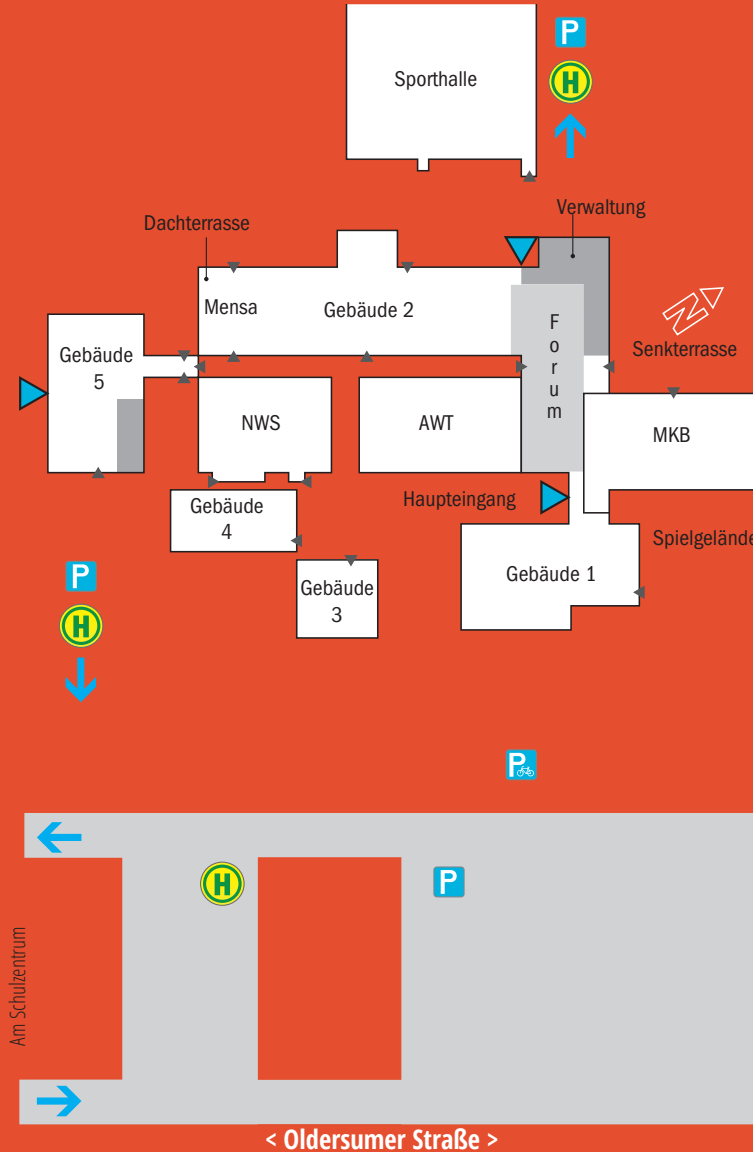 P
Sporthalle
H
Verwaltung
Dachterrasse
N
Mensa
Gebäude 2
Forum
Senkterrasse
Gebäude
5
NWS
AWT
MKB
Haupteingang
Gebäude
4
Spielgelände
Gebäude 1
P
Gebäude
3
H
P
H
P
Am Schulzentrum
< Oldersumer Straße >